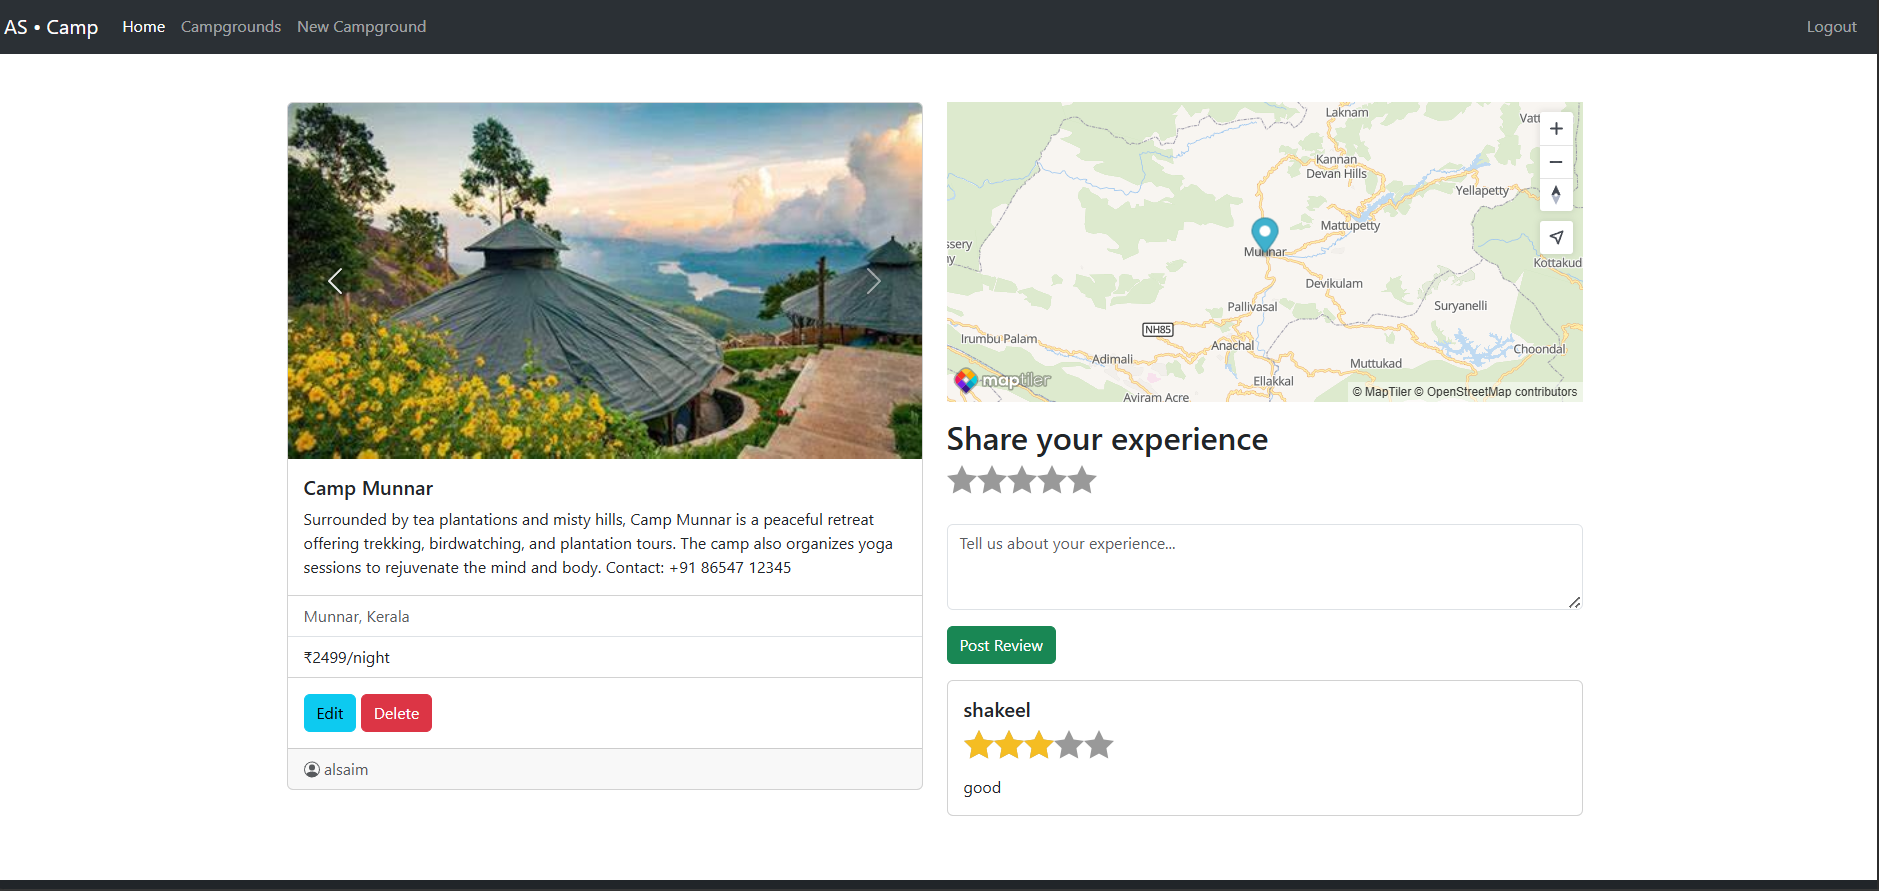 AS • Camp Home Campgrounds New Campground Logout
Camp Munnar
Surrounded by tea plantations and misty hills, Camp Munnar is a peaceful retreat
offering trekking, birdwatching, and plantation tours. The camp also organizes yoga
sessions to rejuvenate the mind and body. Contact: +91 86547 12345
Munnar, Kerala
₹2499/night
Edit Delete
alsaim
Laknam
Vatt
Kannan
Devan Hills
Yellapetty
Mattupetty
ssery
y
Munnar
Kottakud
Devikulam
Pallivasal
Suryanelli
NH85
Irumbu Palam
Anachal
Choondal
Adimali
Muttukad
Ellakkal
maptiler
Aviram Acre
© MapTiler © OpenStreetMap contributors
Share your experience
Tell us about your experience...
Post Review
shakeel
good